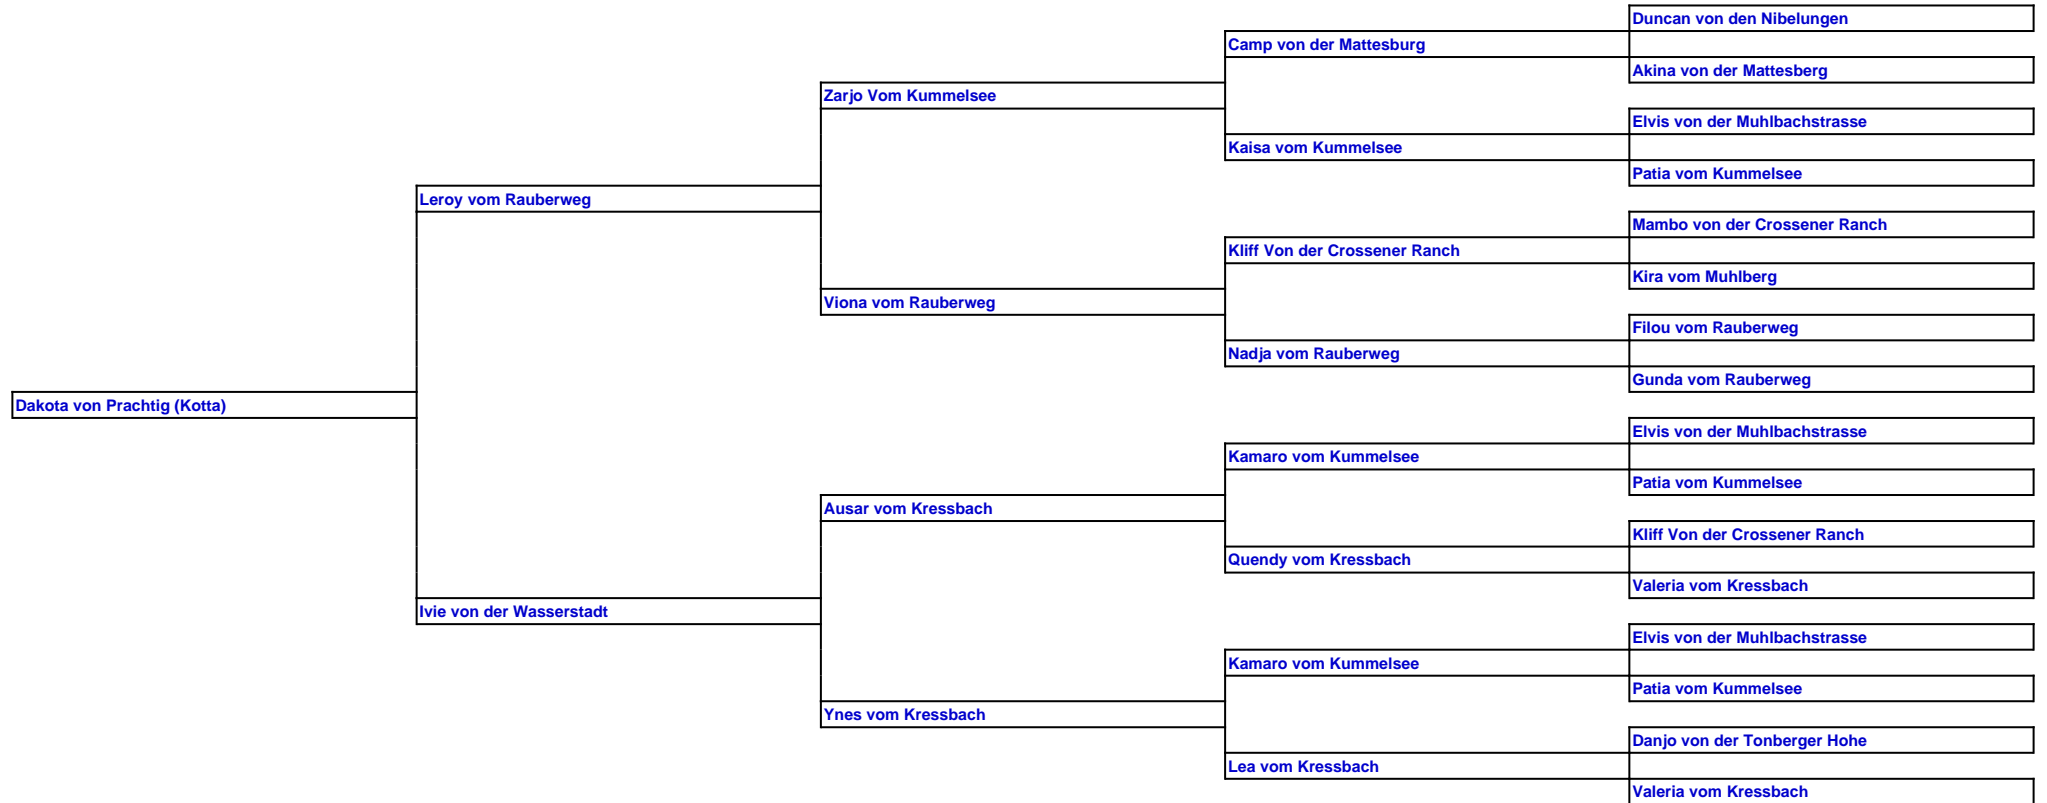 Duncan von den Nibelungen
Camp von der Mattesburg
Akina von der Mattesberg
Zarjo Vom Kummelsee
Elvis von der Muhlbachstrasse
Kaisa vom Kummelsee
Patia vom Kummelsee
Leroy vom Rauberweg
Mambo von der Crossener Ranch
Kliff Von der Crossener Ranch
Kira vom Muhlberg
Viona vom Rauberweg
Filou vom Rauberweg
Nadja vom Rauberweg
Gunda vom Rauberweg
Dakota von Prachtig (Kotta)
Elvis von der Muhlbachstrasse
Kamaro vom Kummelsee
Patia vom Kummelsee
Ausar vom Kressbach
Kliff Von der Crossener Ranch
Quendy vom Kressbach
Valeria vom Kressbach
Ivie von der Wasserstadt
Elvis von der Muhlbachstrasse
Kamaro vom Kummelsee
Patia vom Kummelsee
Ynes vom Kressbach
Danjo von der Tonberger Hohe
Lea vom Kressbach
Valeria vom Kressbach